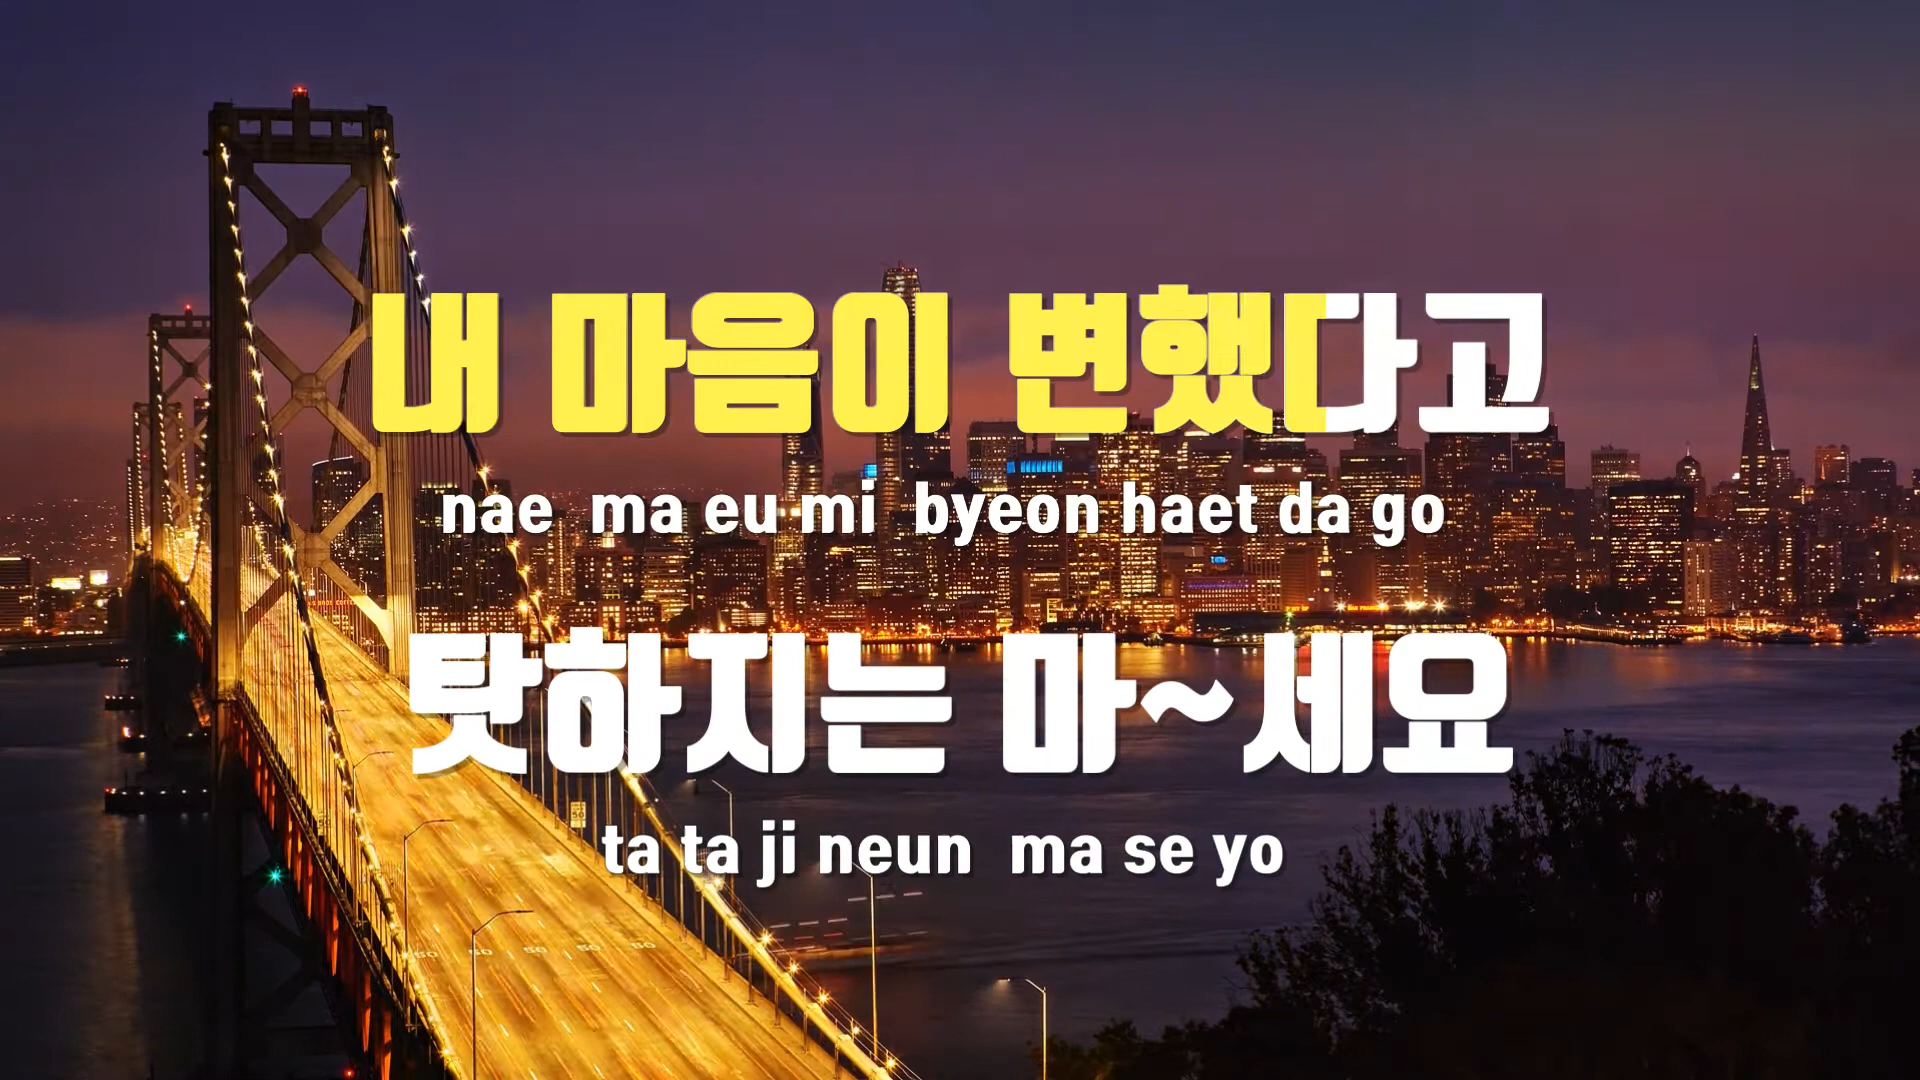 내 마음이 변했다고
nae ma eu mi byeon haet da go
탓하지는 마~세요
ta ta ji neun ma se yo